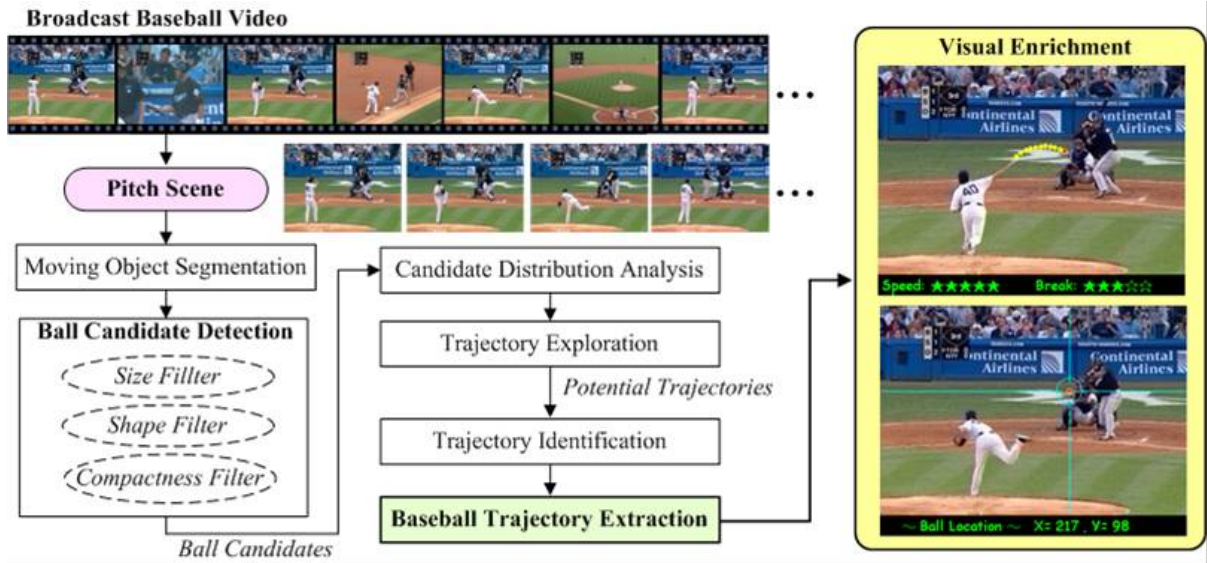 Broadcast Baseball Video
Pitch Scene
Moving Object Segmentation
Ball Candidate Detection
Size Fillter
Shape Filter
Compactness Filter
Ball Candidates
Candidate Distribution Analysis
Trajectory Exploration
Potential Trajectories
Trajectory Identification
Baseball Trajectory Extraction
Visual Enrichment
Continental
Airlines
Continental
Airlines
40
Speed: ★★★★★ Break: ★★★☆☆
Continental
Airlines
Continental
Airlines
~ Ball Location ~ X= 217 , Y= 98